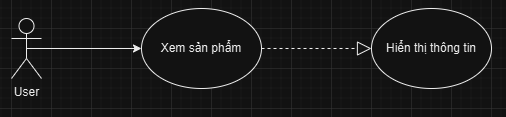 Xem sản phẩm
Hiển thị thông tin
User